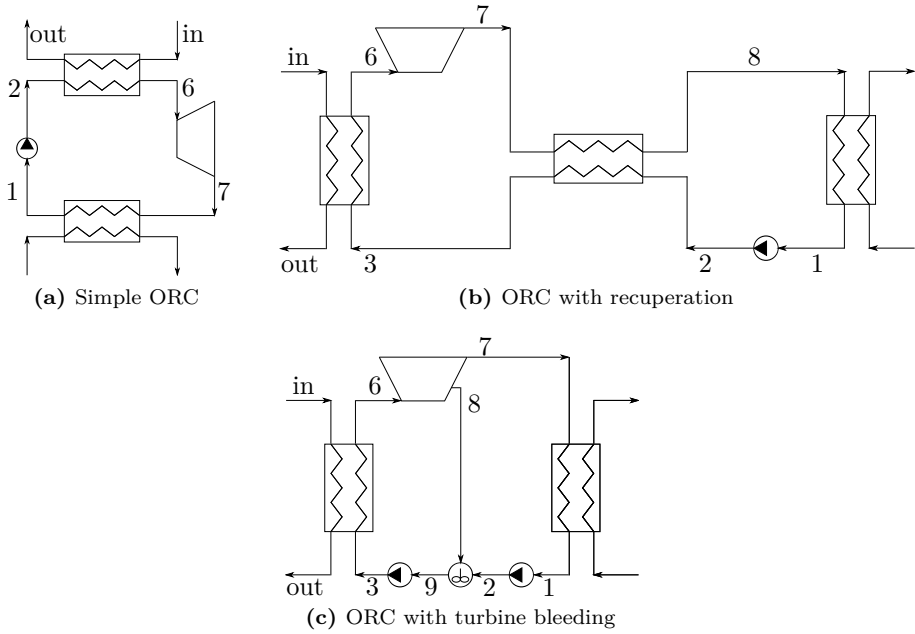 out
in
2
6
1
7
(a) Simple ORC
in
6
7
8
out
3
2
1
(b) ORC with recuperation
in
6
7
8
out
3
9
2
1
(c) ORC with turbine bleeding